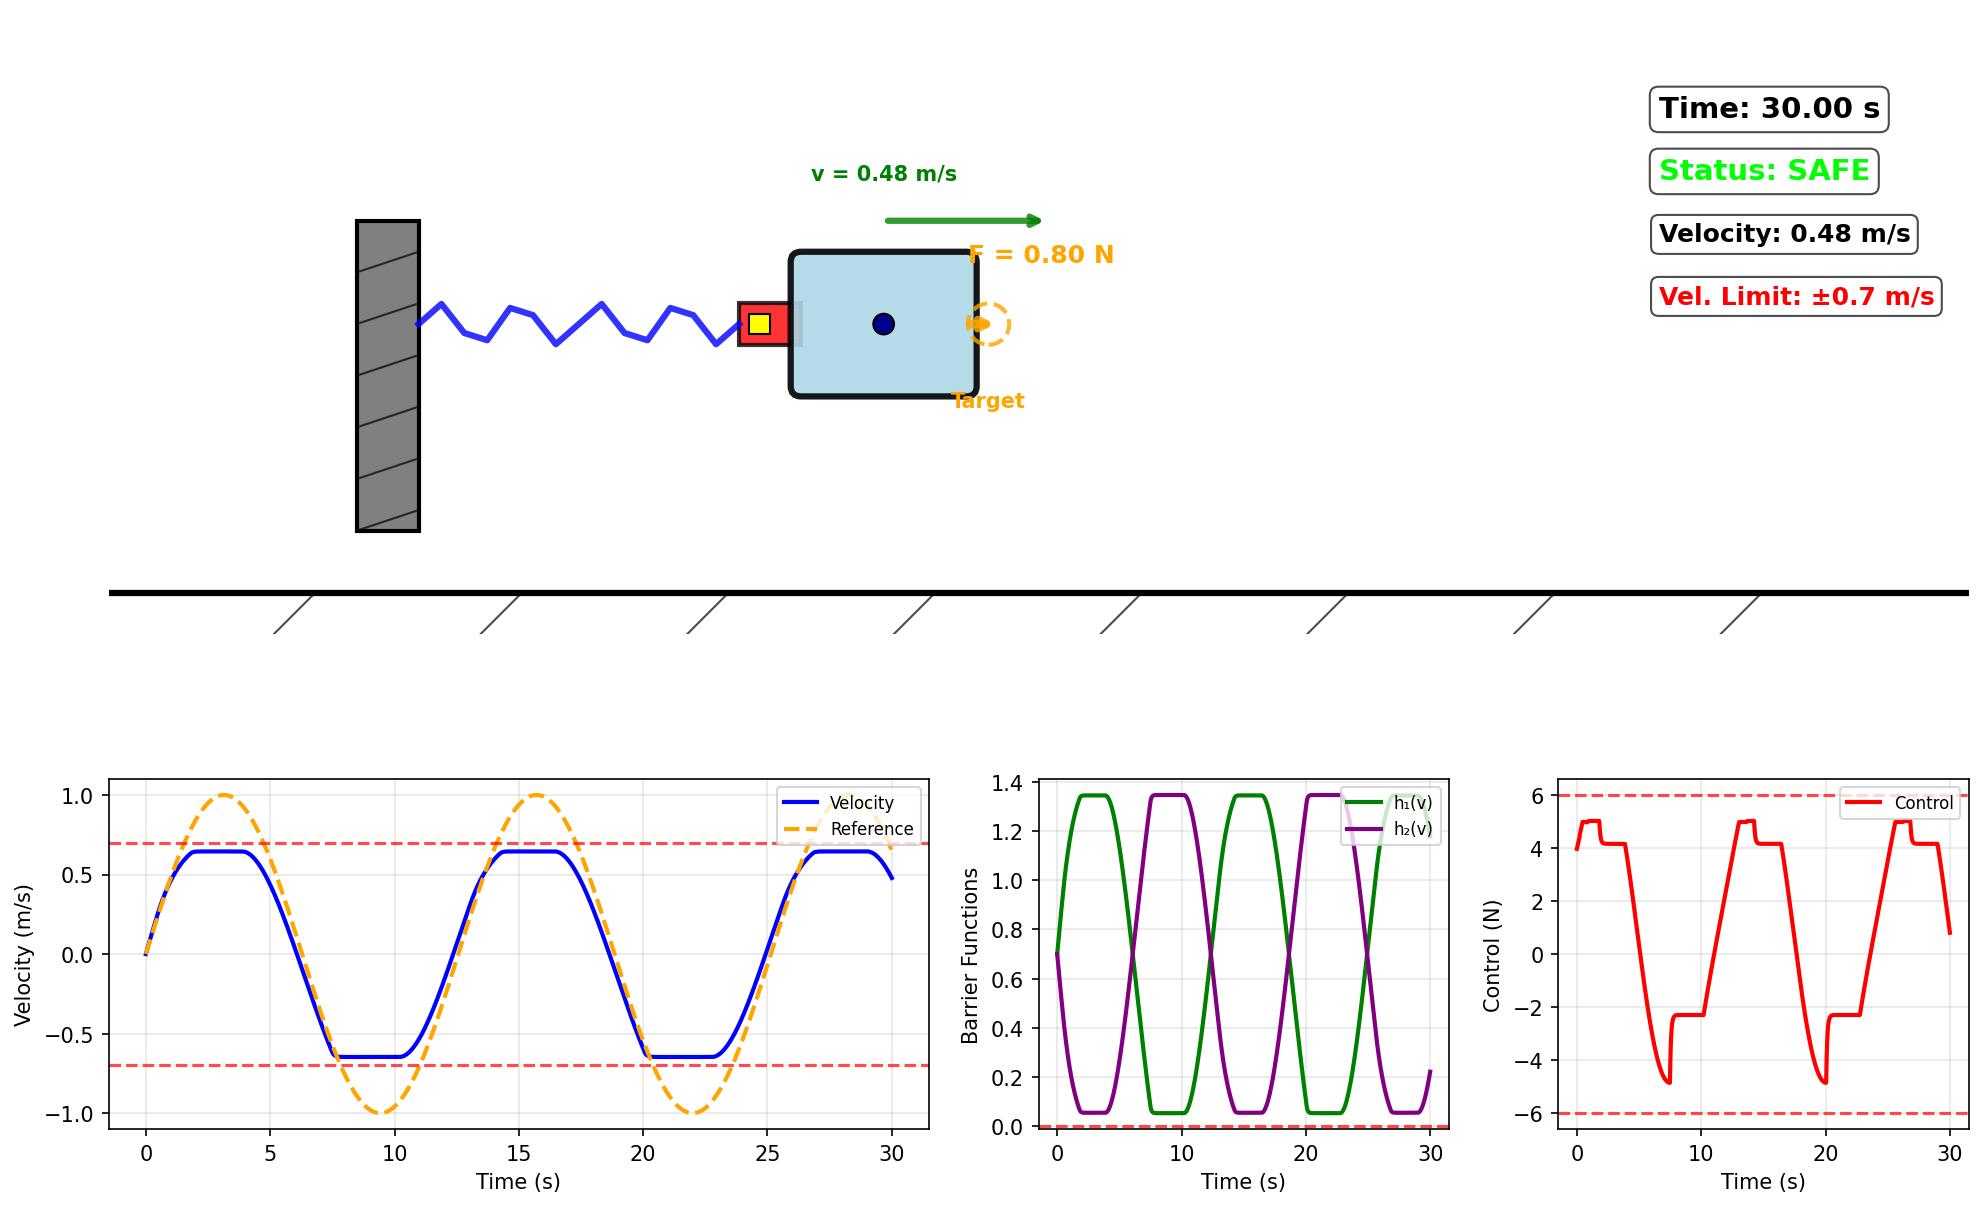 Time: 30.00 s
Status: SAFE
v = 0.48 m/s
Velocity: 0.48 m/s
F = 0.80 N
Vel. Limit: ±0.7 m/s
Target
Velocity (m/s)
1.0
0.5
0.0
−0.5
−1.0
0 5 10 15 20 25 30
Time (s)
Velocity
Reference
Barrier Functions
1.4
1.2
1.0
0.8
0.6
0.4
0.2
0.0
0 10 20 30
Time (s)
h₁(v)
h₂(v)
Control (N)
6
4
2
0
−2
−4
−6
0 10 20 30
Time (s)
Control